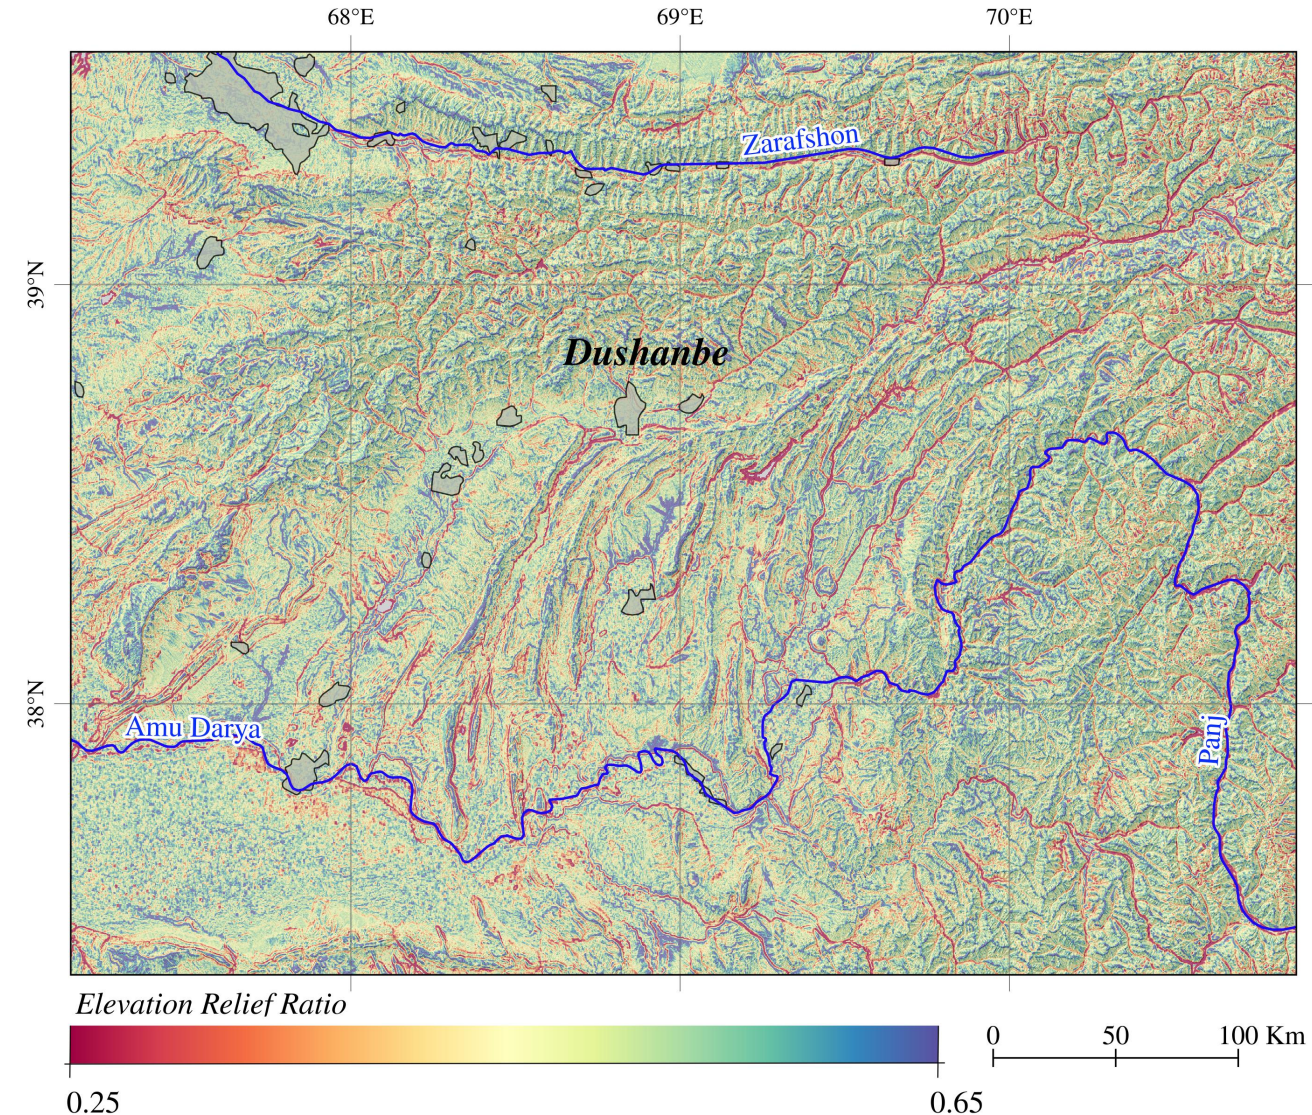 68°E
69°E
70°E
Zarafshon
39°N
Dushanbe
38°N
Amu Darya
Panj
Elevation Relief Ratio
0 50 100 Km
0.25 0.65